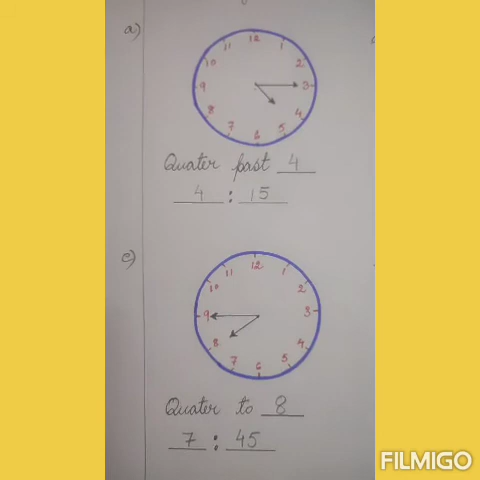 a)
12
11 1
10 2
9 3
8 4
7 5
6
Quater past 4
4 : 15
e)
12
11 1
10 2
9 3
8 4
7 5
6
Quater to 8
7 : 45
FILMIGO